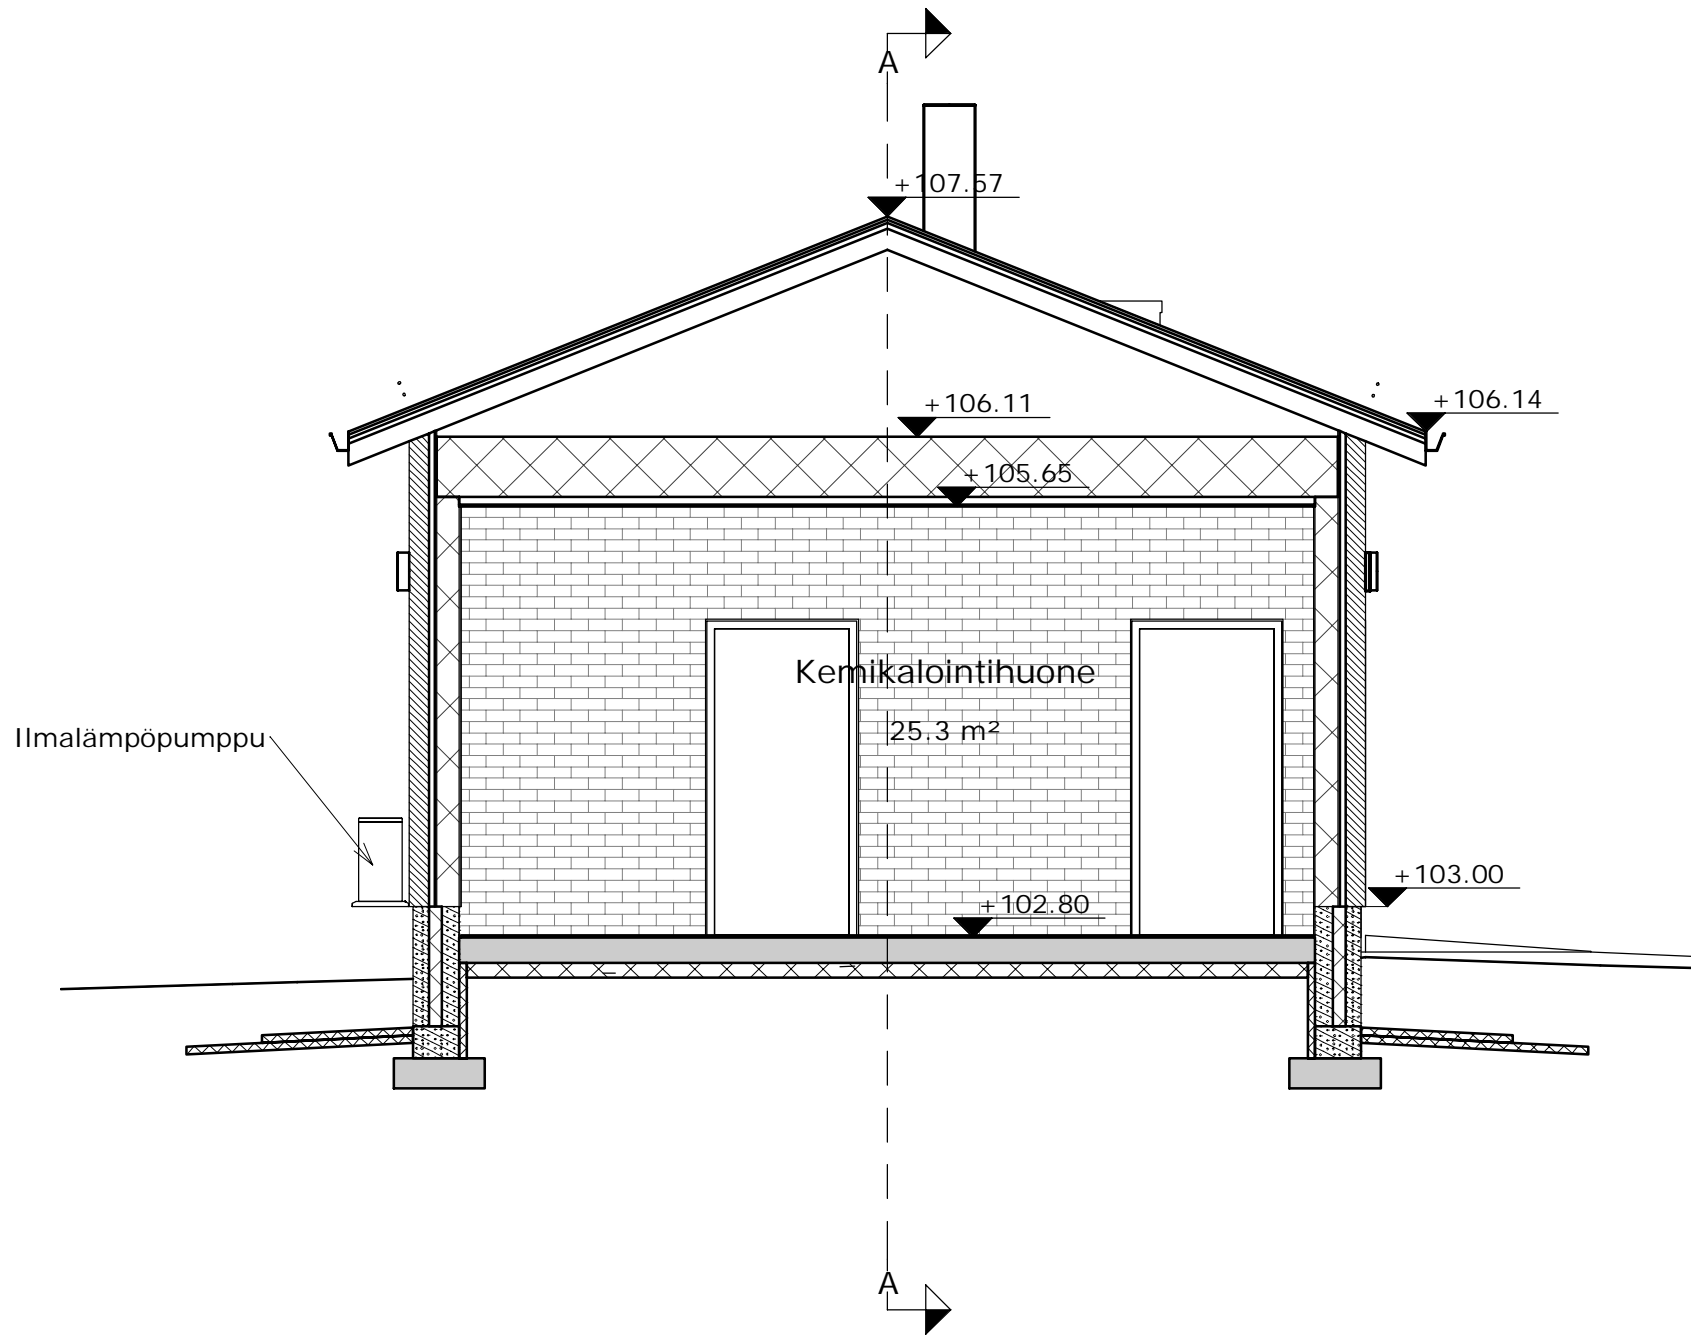 A
+107.57
+106.11
+106.14
+105.65
Kemikalointihuone
25.3 m²
Ilmalämpöpumppu
+103.00
+102.80
A